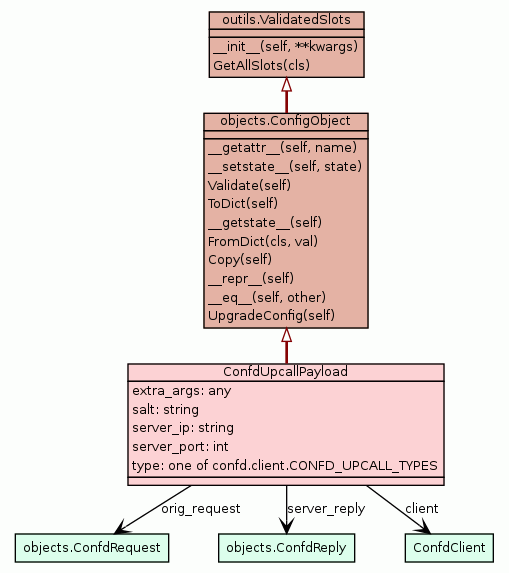 outils.ValidatedSlots
__init__(self, **kwargs)
GetAllSlots(cls)
objects.ConfigObject
__getattr__(self, name)
__setstate__(self, state)
Validate(self)
ToDict(self)
__getstate__(self)
FromDict(cls, val)
Copy(self)
__repr__(self)
__eq__(self, other)
UpgradeConfig(self)
ConfdUpcallPayload
extra_args: any
salt: string
server_ip: string
server_port: int
type: one of confd.client.CONFD_UPCALL_TYPES
orig_request
server_reply
client
objects.ConfdRequest
objects.ConfdReply
ConfdClient